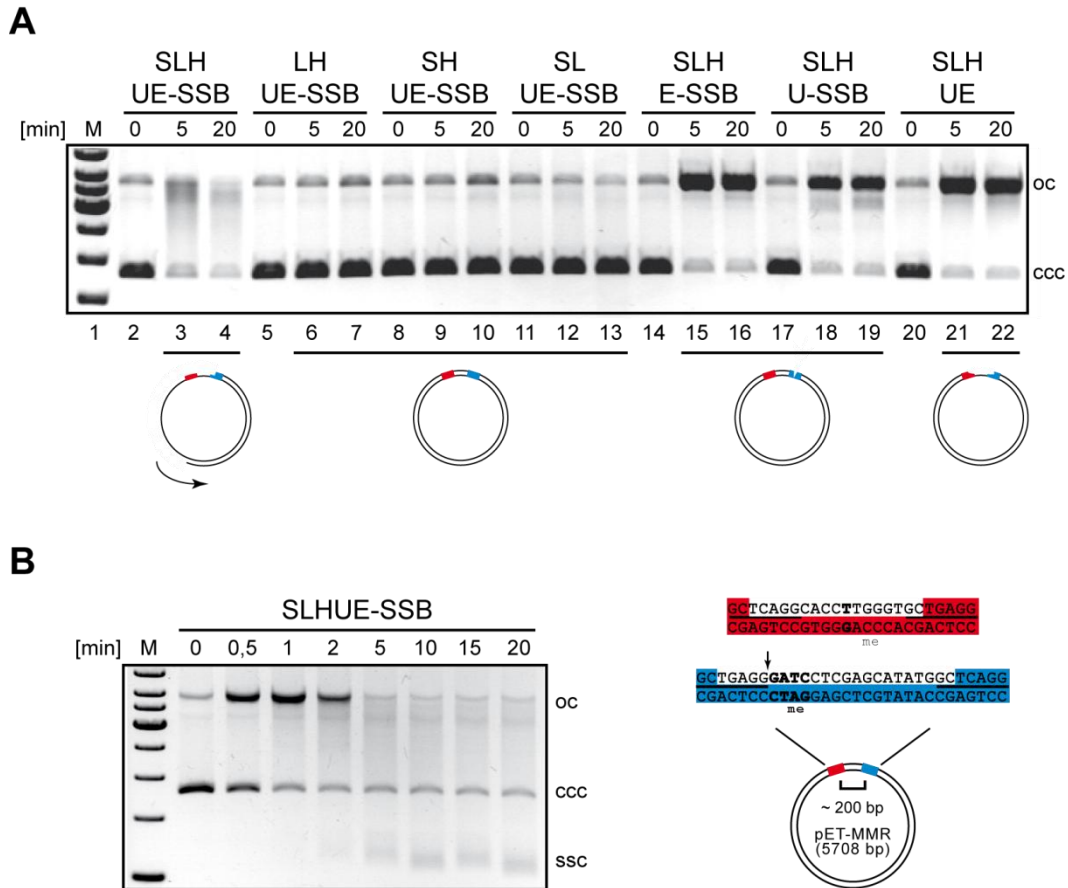 A
SLH LH SH SL SLH SLH SLH
UE-SSB UE-SSB UE-SSB UE-SSB E-SSB U-SSB UE
[min] M 0 5 20 0 5 20 0 5 20 0 5 20 0 5 20 0 5 20 0 5 20
oc
ccc
1 2 3 4 5 6 7 8 9 10 11 12 13 14 15 16 17 18 19 20 21 22
B
SLHUE-SSB
[min] M 0 0,5 1 2 5 10 15 20
oc
ccc
ssc
GCTCAGGCACCTTGGGTGCTGAGG
CGAGTCCGTGGGACCCACGACTCC
me
GCTGAGGGATCCTCGAGCATATGGCTCAGG
CGACTCCCTAGGAGCTCGTATACCGAGTCC
me
~ 200 bp
pET-MMR
(5708 bp)